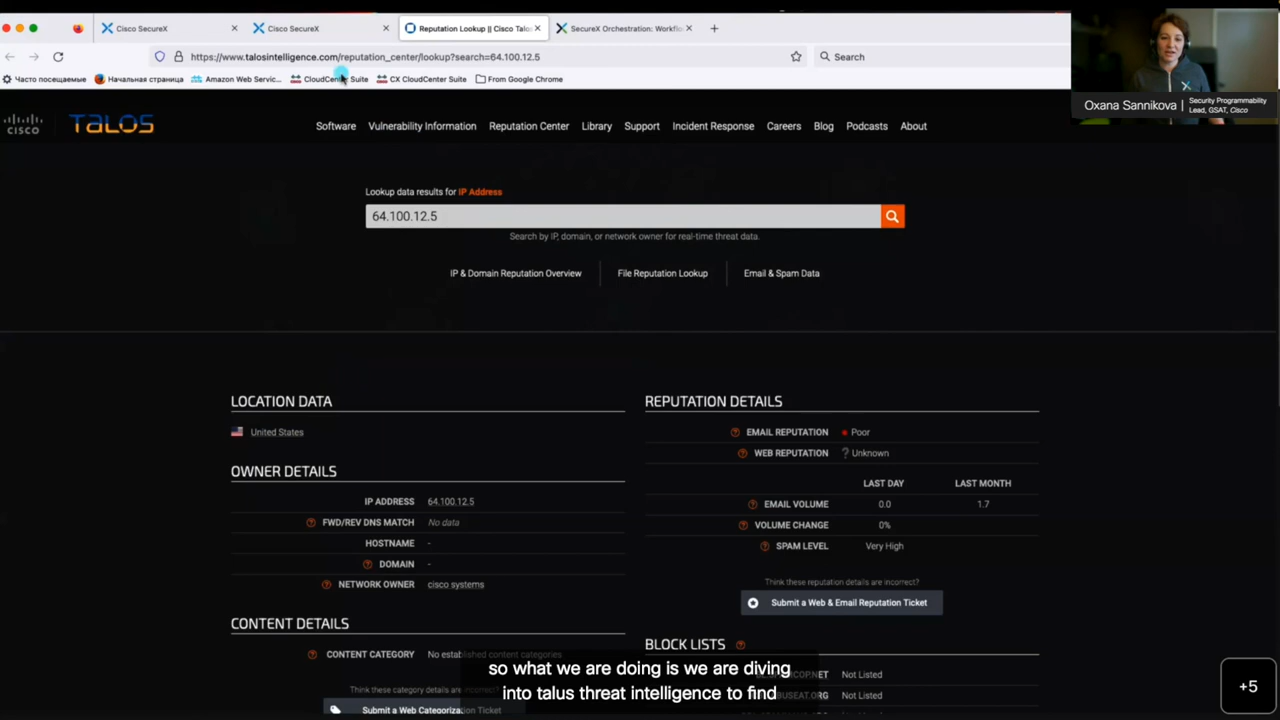 Cisco SecureX
Cisco SecureX
Reputation Lookup || Cisco Talos
SecureX Orchestration: Workflo
https://www.talosintelligence.com/reputation_center/lookup?search=64.100.12.5
Search
Часто посещаемые
Начальная страница
Amazon Web Servic...
CloudCenter Suite
CX CloudCenter Suite
From Google Chrome
Oxana Sannikova
Security Programmability
Lead, GSAT, Cisco
CISCO
TALOS
Software
Vulnerability Information
Reputation Center
Library
Support
Incident Response
Careers
Blog
Podcasts
About
Lookup data results for IP Address
64.100.12.5
Search by IP, domain, or network owner for real-time threat data.
IP & Domain Reputation Overview
File Reputation Lookup
Email & Spam Data
LOCATION DATA
United States
OWNER DETAILS
IP ADDRESS 64.100.12.5
FWD/REV DNS MATCH No data
HOSTNAME -
DOMAIN -
NETWORK OWNER cisco systems
CONTENT DETAILS
CONTENT CATEGORY No established content categories
Think these category details are incorrect?
Submit a Web Categorization Ticket
REPUTATION DETAILS
EMAIL REPUTATION Poor
WEB REPUTATION ? Unknown
LAST DAY LAST MONTH
EMAIL VOLUME 0.0 1.7
VOLUME CHANGE 0%
SPAM LEVEL Very High
Think these reputation details are incorrect?
Submit a Web & Email Reputation Ticket
BLOCK LISTS
Not Listed
Not Listed
so what we are doing is we are diving
into talus threat intelligence to find
+5